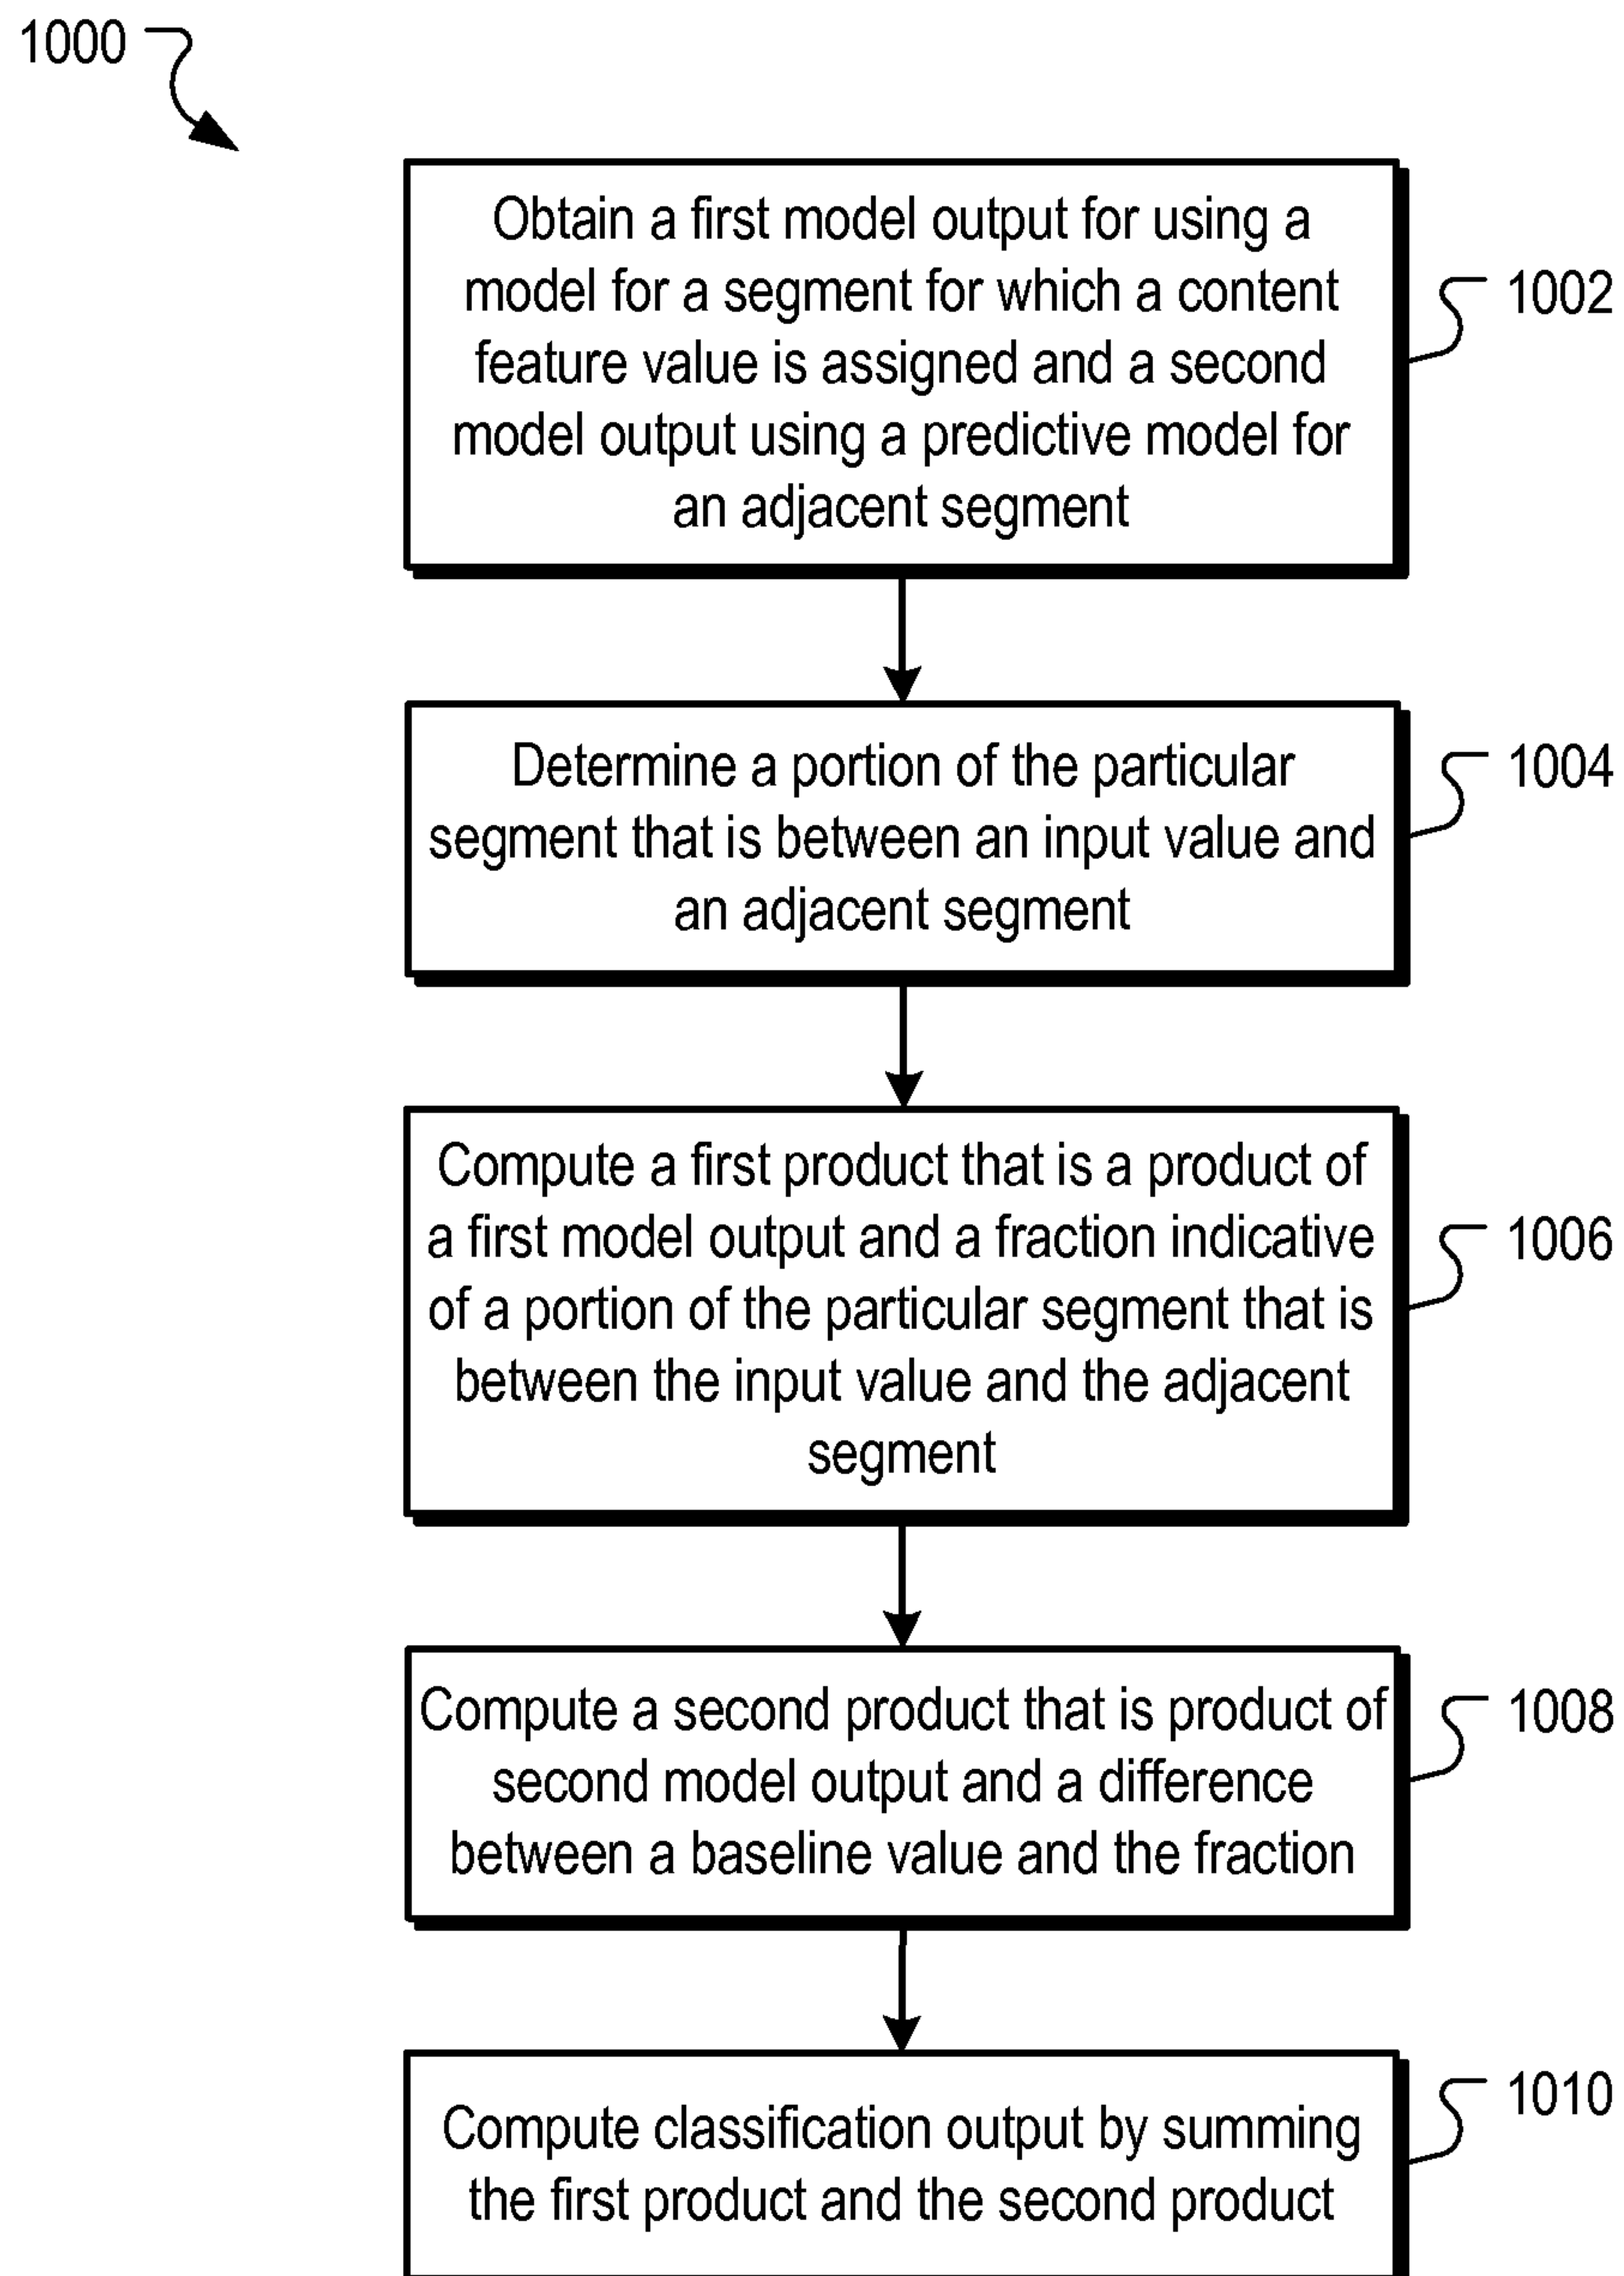 1000
Obtain a first model output for using a
model for a segment for which a content
feature value is assigned and a second
model output using a predictive model for
an adjacent segment
1002
Determine a portion of the particular
segment that is between an input value and
an adjacent segment
1004
Compute a first product that is a product of
a first model output and a fraction indicative
of a portion of the particular segment that is
between the input value and the adjacent
segment
1006
Compute a second product that is product of
second model output and a difference
between a baseline value and the fraction
1008
Compute classification output by summing
the first product and the second product
1010